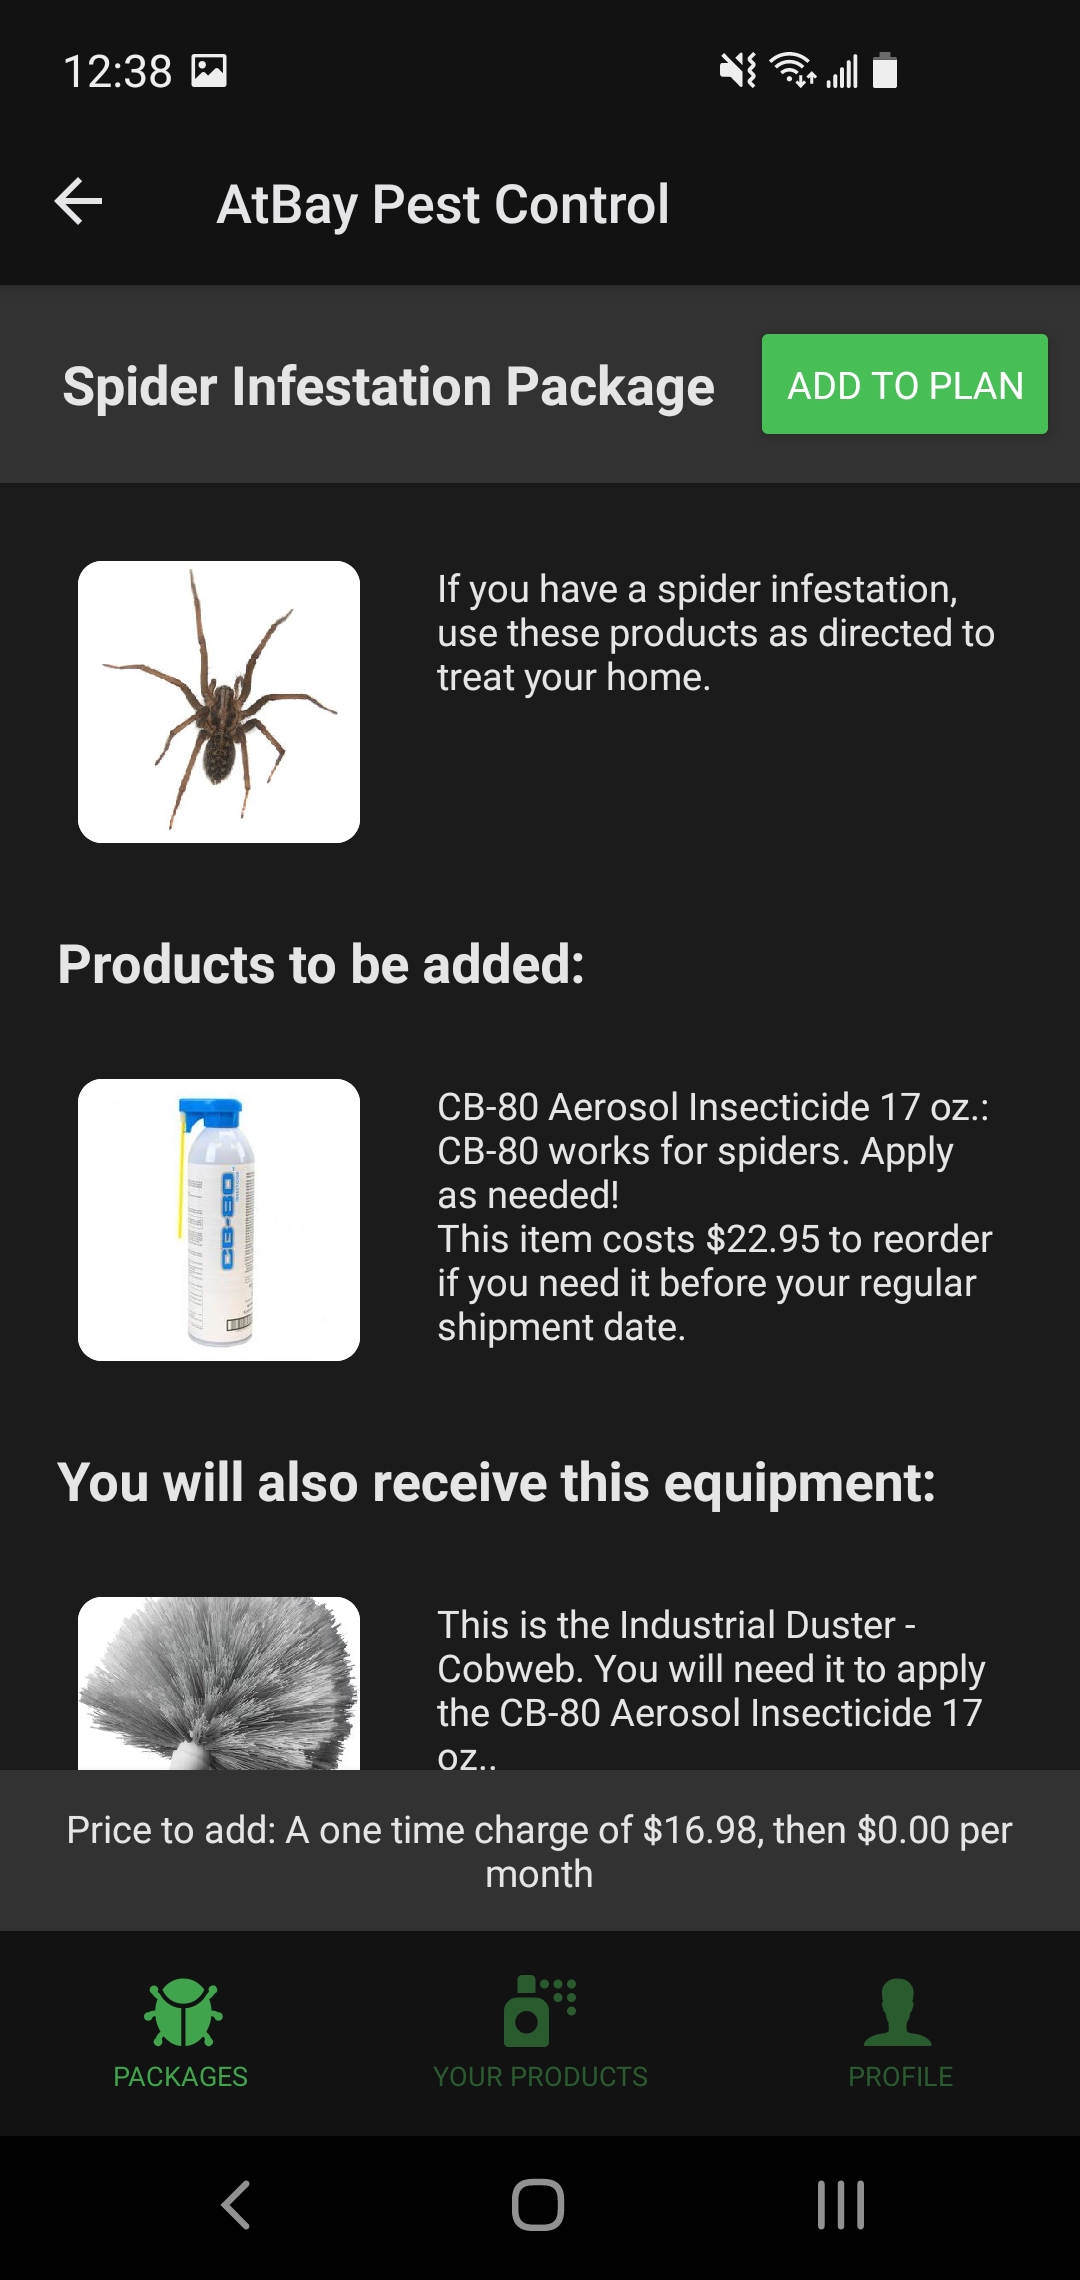 12:38
AtBay Pest Control
Spider Infestation Package
ADD TO PLAN
If you have a spider infestation,
use these products as directed to
treat your home.
Products to be added:
CB-80
CB-80 Aerosol Insecticide 17 oz.:
CB-80 works for spiders. Apply
as needed!
This item costs $22.95 to reorder
if you need it before your regular
shipment date.
You will also receive this equipment:
This is the Industrial Duster -
Cobweb. You will need it to apply
the CB-80 Aerosol Insecticide 17
oz..
Price to add: A one time charge of $16.98, then $0.00 per
month
PACKAGES
YOUR PRODUCTS
PROFILE